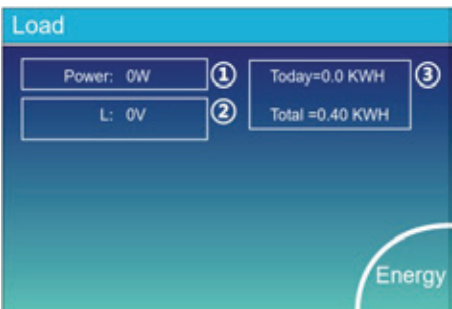 Load
Power: 0W ① Today=0.0 KWH ③
L: 0V ② Total =0.40 KWH
Energy